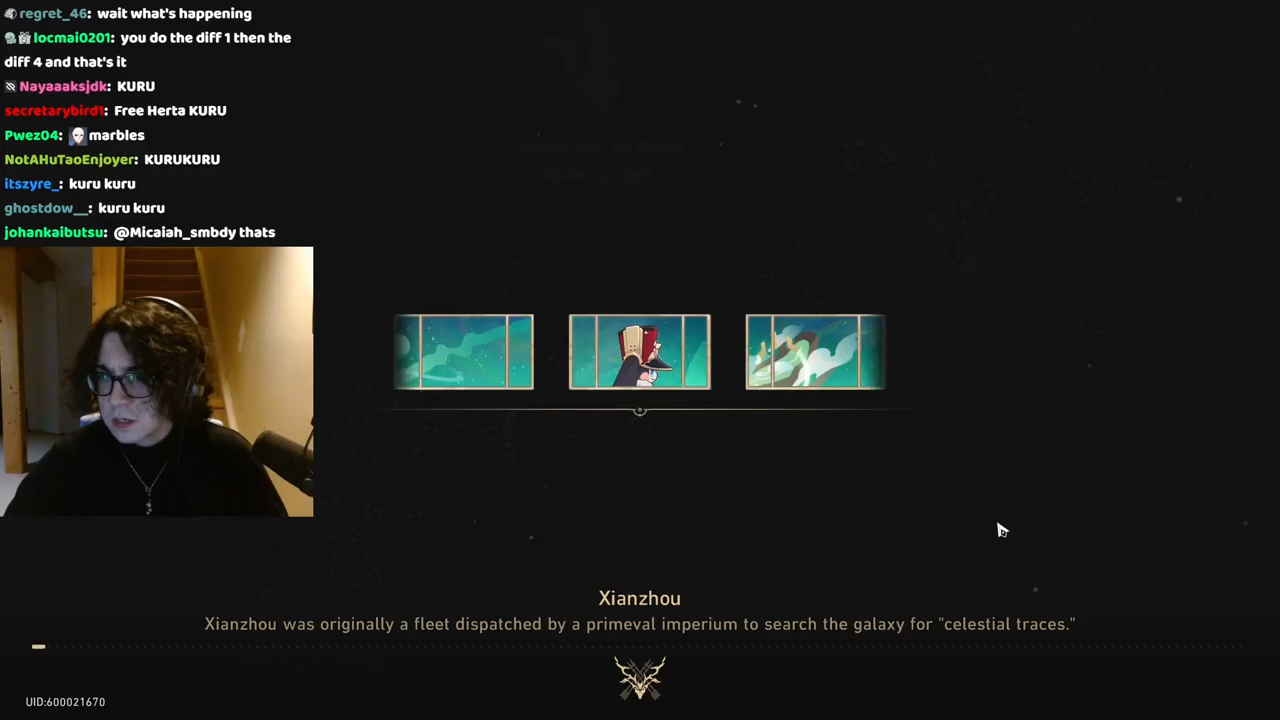 regret_46: wait what's happening
locmai0201: you do the diff 1 then the
diff 4 and that's it
Nayaaaksjdk: KURU
secretarybird1: Free Herta KURU
Pwez04: marbles
NotAHuTaoEnjoyer: KURUKURU
itszyre_: kuru kuru
ghostdow__: kuru kuru
johankaibutsu: @Micaiah_smbdy thats
Xianzhou
Xianzhou was originally a fleet dispatched by a primeval imperium to search the galaxy for "celestial traces."
UID:600021670